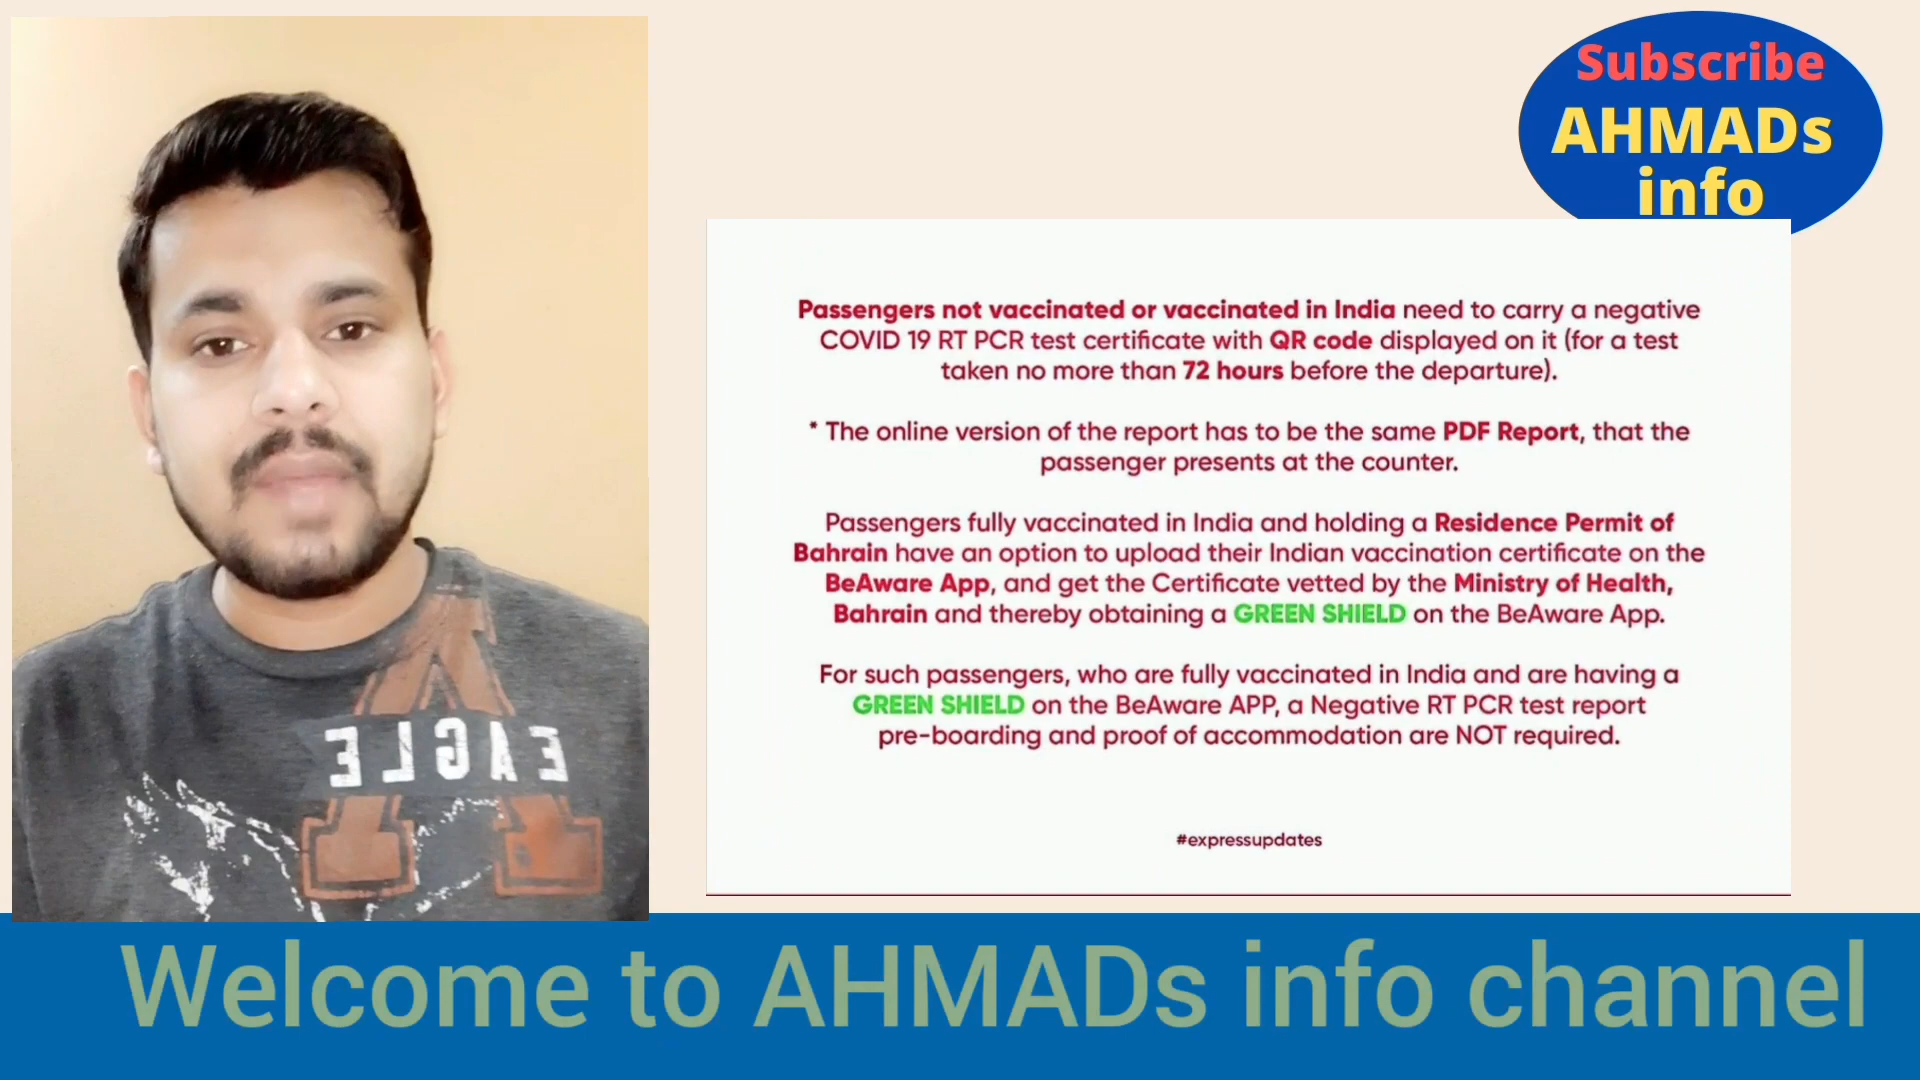 Subscribe
AHMADs
info
Passengers not vaccinated or vaccinated in India need to carry a negative
COVID 19 RT PCR test certificate with QR code displayed on it (for a test
taken no more than 72 hours before the departure).
* The online version of the report has to be the same PDF Report, that the
passenger presents at the counter.
Passengers fully vaccinated in India and holding a Residence Permit of
Bahrain have an option to upload their Indian vaccination certificate on the
BeAware App, and get the Certificate vetted by the Ministry of Health,
Bahrain and thereby obtaining a GREEN SHIELD on the BeAware App.
For such passengers, who are fully vaccinated in India and are having a
GREEN SHIELD on the BeAware APP, a Negative RT PCR test report
pre-boarding and proof of accommodation are NOT required.
#expressupdates
EAGLE
Welcome to AHMADs info channel